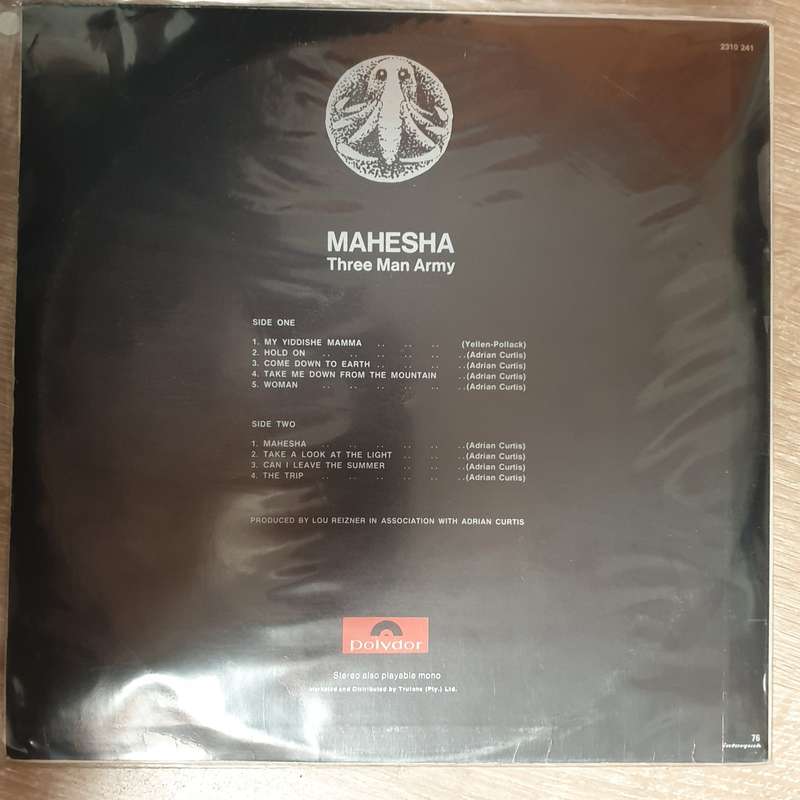 2310 241
MAHESHA
Three Man Army
SIDE ONE
1. MY YIDDISHE MAMMA .. .. .. (Yellen-Pollack)
2. HOLD ON .. .. .. .. .. ..(Adrian Curtis)
3. COME DOWN TO EARTH .. .. .. ..(Adrian Curtis)
4. TAKE ME DOWN FROM THE MOUNTAIN ..(Adrian Curtis)
5. WOMAN .. .. .. .. .. ..(Adrian Curtis)
SIDE TWO
1. MAHESHA .. .. .. .. .. ..(Adrian Curtis)
2. TAKE A LOOK AT THE LIGHT .. .. ..(Adrian Curtis)
3. CAN I LEAVE THE SUMMER .. .. ..(Adrian Curtis)
4. THE TRIP .. .. .. .. .. ..(Adrian Curtis)
PRODUCED BY LOU REIZNER IN ASSOCIATION WITH ADRIAN CURTIS
Polydor
Stereo also playable mono
Marketed and Distributed by Trutone (Pty.) Ltd.
76